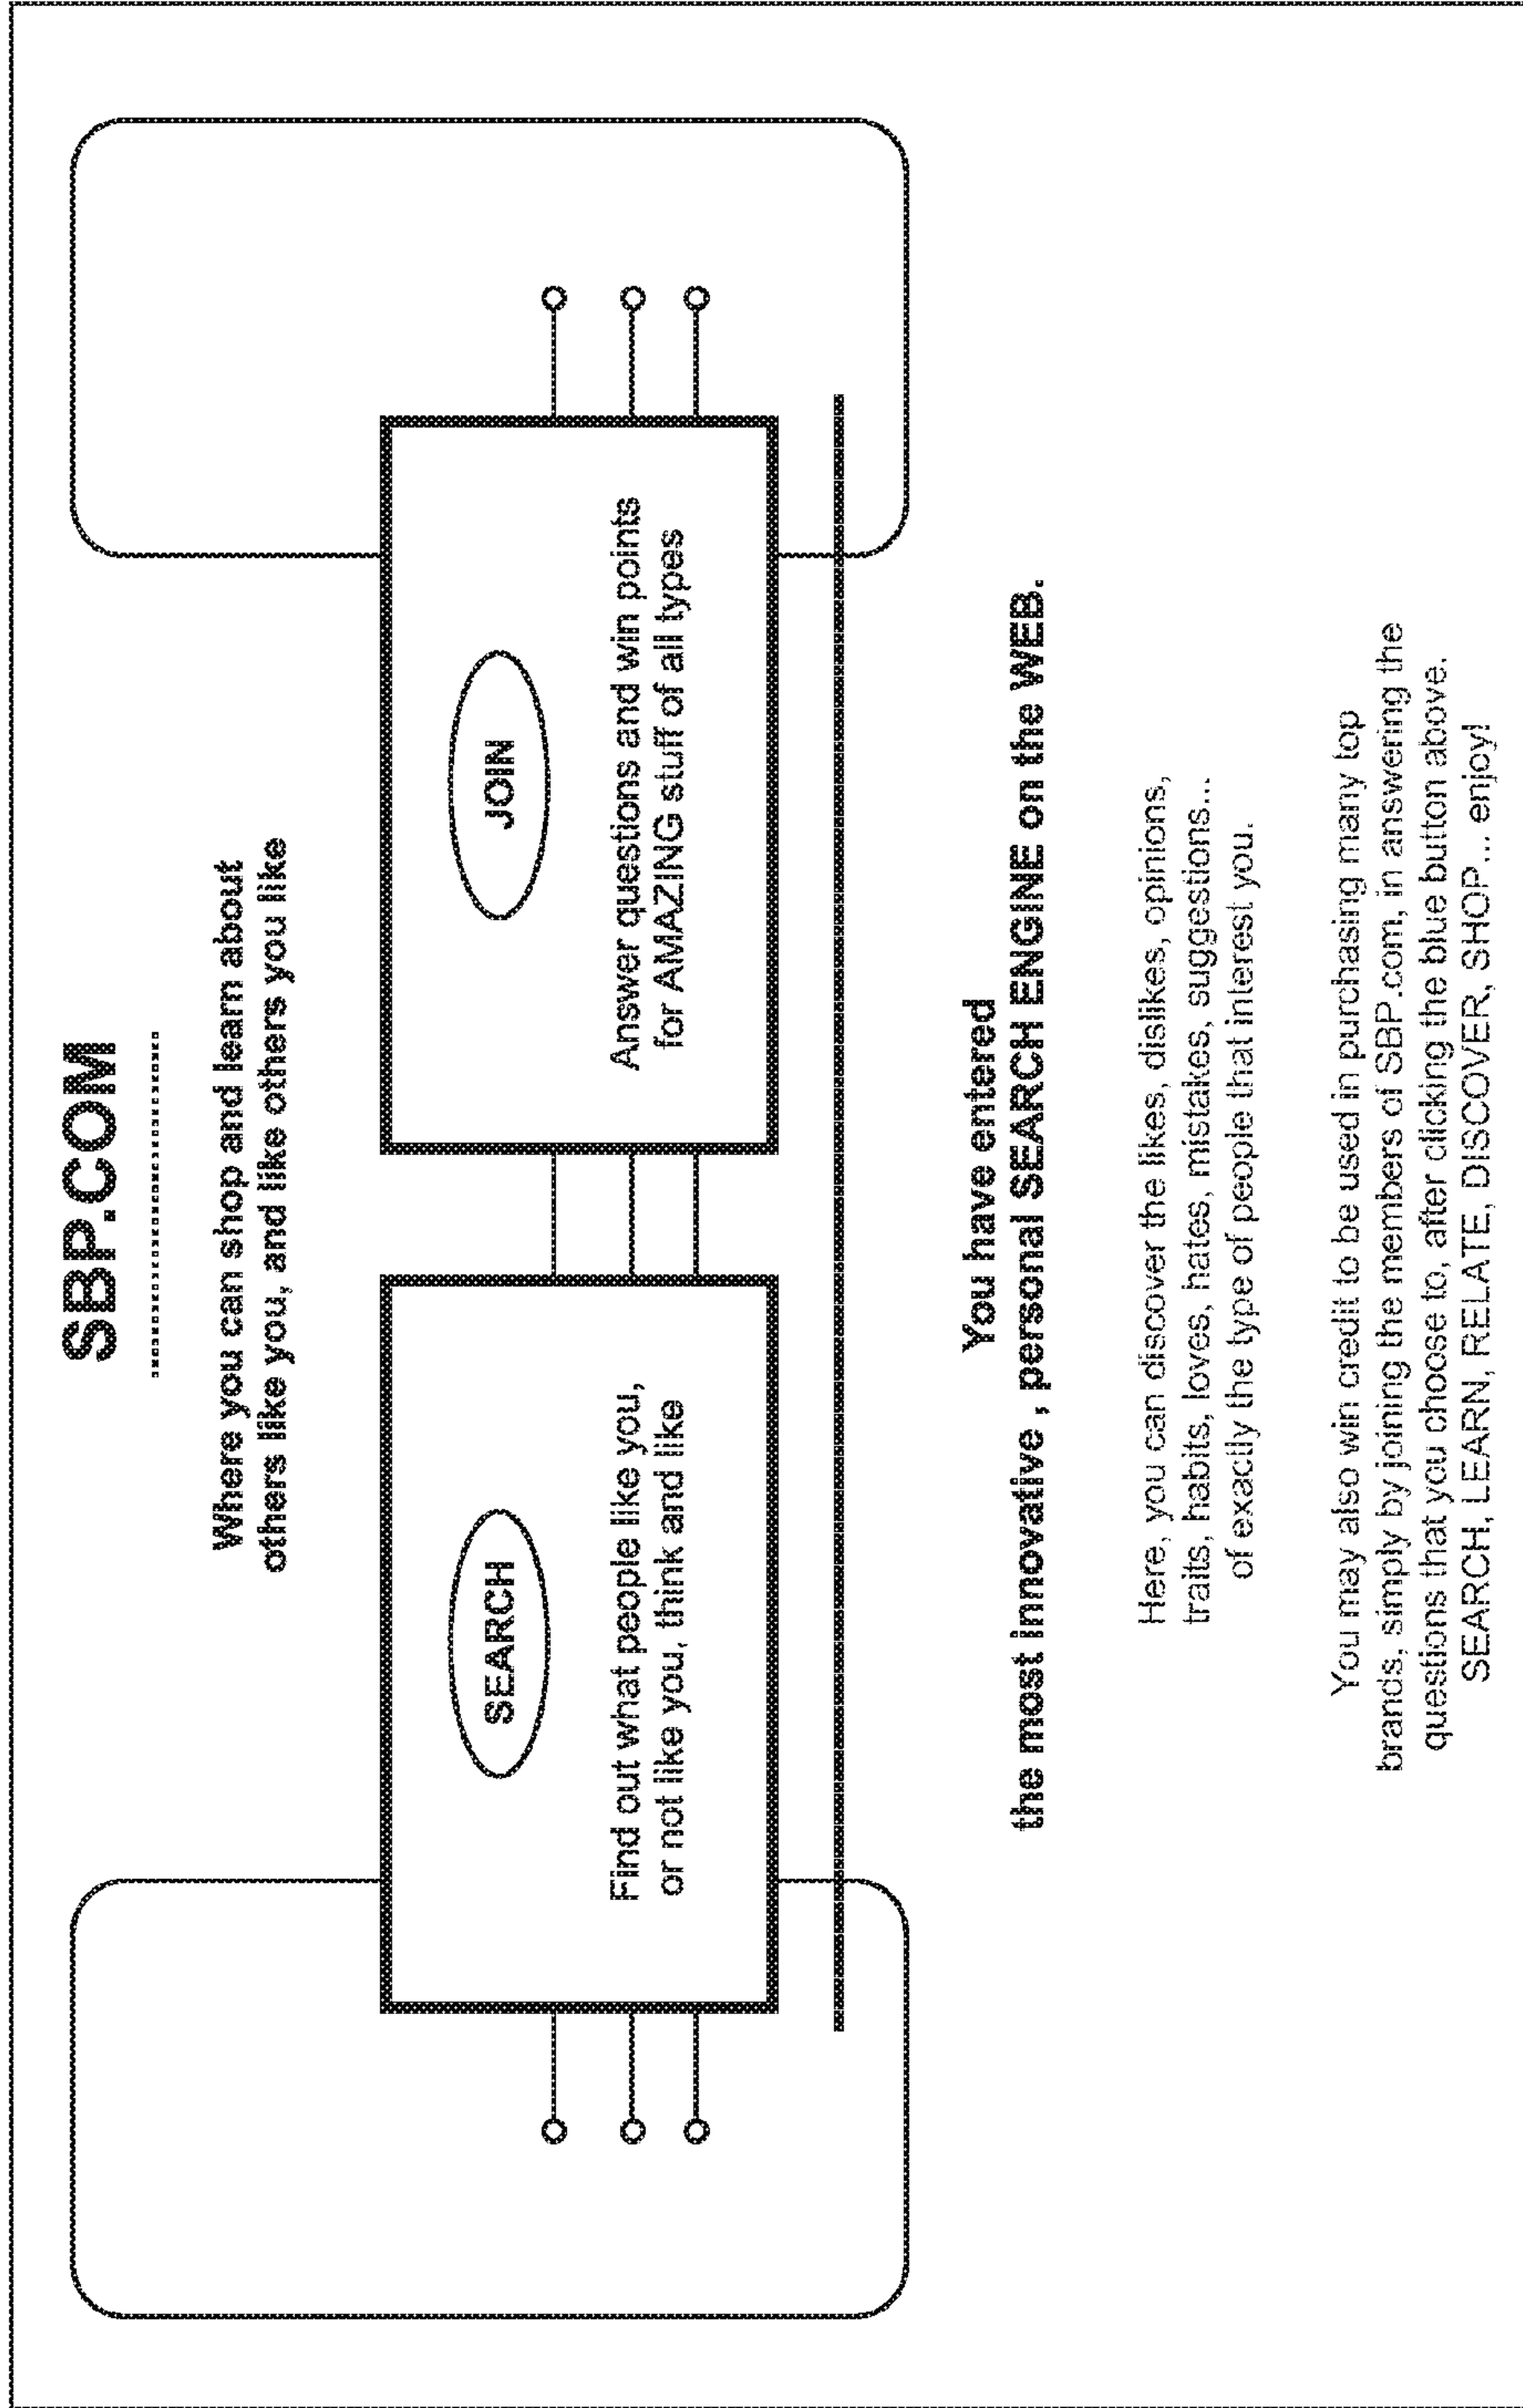 SBP.COM
Where you can shop and learn about
others like you, and like others you like
SEARCH
Find out what people like you,
or not like you, think and like
JOIN
Answer questions and win points
for AMAZING stuff of all types
You have entered
the most innovative , personal SEARCH ENGINE on the WEB.
Here, you can discover the likes, dislikes, opinions,
traits, habits, loves, hates, mistakes, suggestions...
of exactly the type of people that interest you.
You may also win credit to be used in purchasing many top
brands, simply by joining the members of SBP.com, in answering the
questions that you choose to, after clicking the blue button above.
SEARCH, LEARN, RELATE, DISCOVER, SHOP... enjoy!